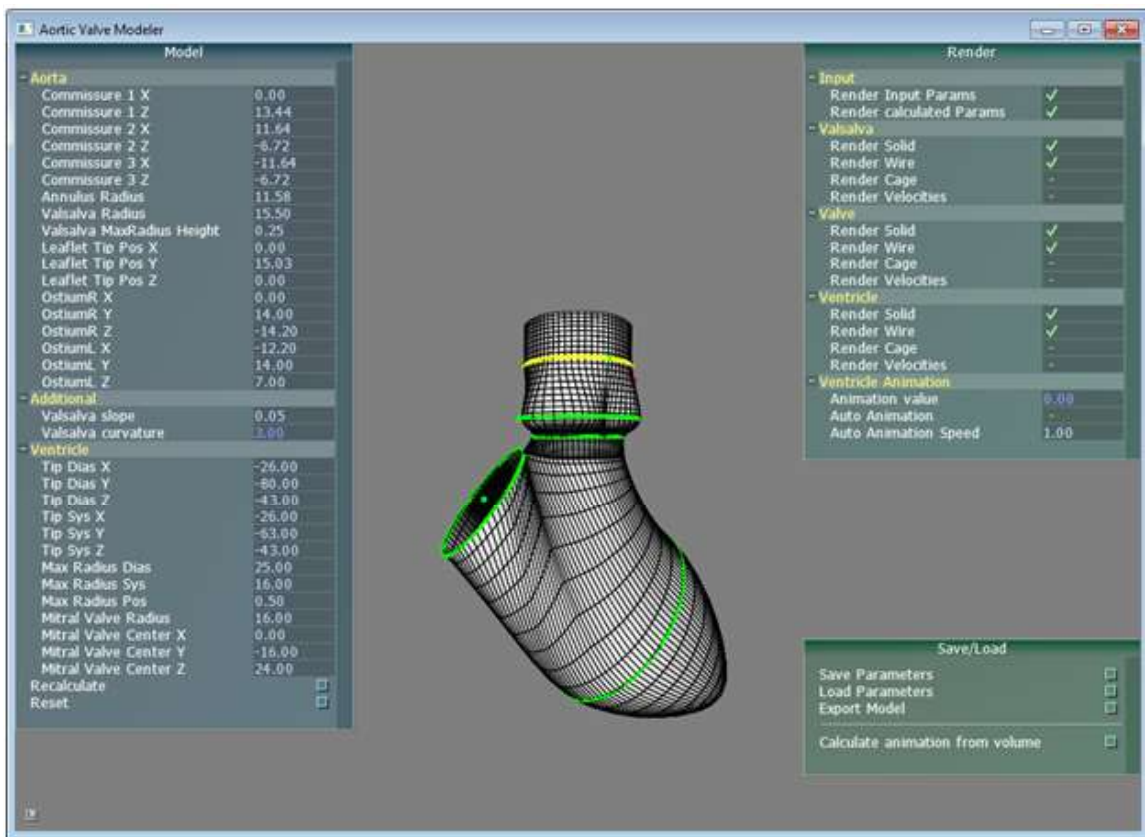 Aortic Valve Modeler
Model
Aorta
Commissure 1 X 0.00
Commissure 1 Z 13.44
Commissure 2 X 11.64
Commissure 2 Z -6.72
Commissure 3 X -11.64
Commissure 3 Z -6.72
Annulus Radius 11.58
Valsalva Radius 15.50
Valsalva MaxRadius Height 0.25
Leaflet Tip Pos X 0.00
Leaflet Tip Pos Y 15.03
Leaflet Tip Pos Z 0.00
OstiumR X 0.00
OstiumR Y 14.00
OstiumR Z -14.20
OstiumL X -12.20
OstiumL Y 14.00
OstiumL Z 7.00
Additional
Valsalva slope 0.05
Valsalva curvature 3.00
Ventricle
Tip Dias X -26.00
Tip Dias Y -80.00
Tip Dias Z -43.00
Tip Sys X -26.00
Tip Sys Y -63.00
Tip Sys Z -43.00
Max Radius Dias 25.00
Max Radius Sys 16.00
Max Radius Pos 0.50
Mitral Valve Radius 16.00
Mitral Valve Center X 0.00
Mitral Valve Center Y -16.00
Mitral Valve Center Z 24.00
Recalculate
Reset
Render
Input
Render Input Params ✓
Render calculated Params ✓
Valsalva
Render Solid ✓
Render Wire ✓
Render Cage -
Render Velocities -
Valve
Render Solid ✓
Render Wire ✓
Render Cage -
Render Velocities -
Ventricle
Render Solid ✓
Render Wire ✓
Render Cage -
Render Velocities -
Ventricle Animation
Animation value 0.00
Auto Animation -
Auto Animation Speed 1.00
Save/Load
Save Parameters
Load Parameters
Export Model
Calculate animation from volume